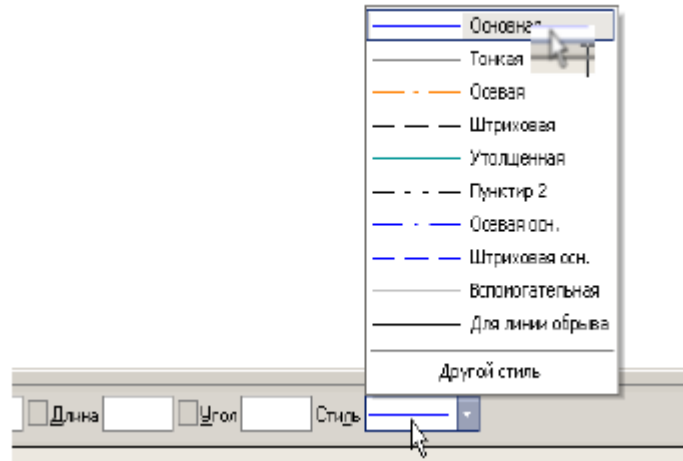 Основная
Тонкая
Осевая
Штриховая
Утолщенная
Пунктир 2
Осевая осн.
Штриховая осн.
Вспомогательная
Для линии обрыва
Другой стиль
Длина Угол Стиль